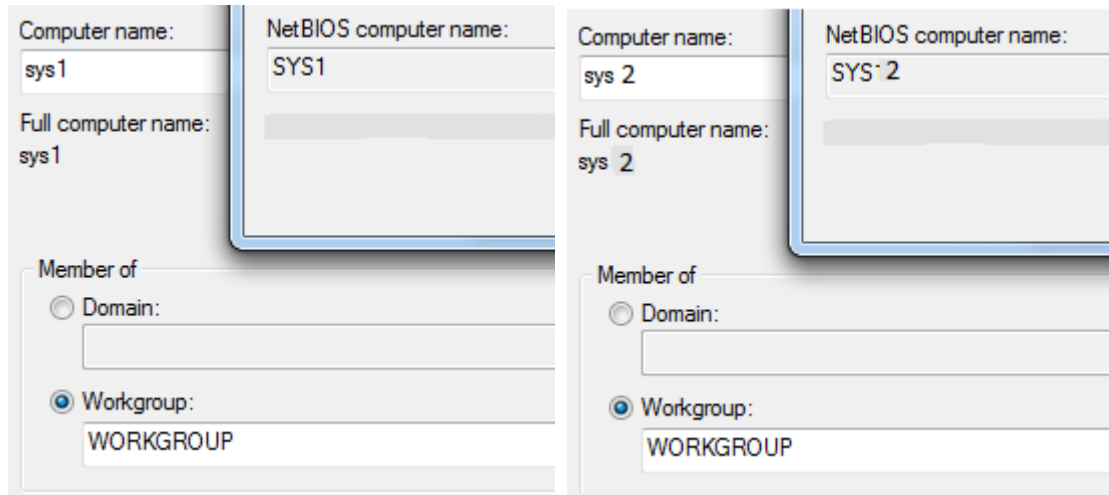 Computer name:
sys1
Full computer name:
sys1
NetBIOS computer name:
SYS1
Member of
Domain:
Workgroup:
WORKGROUP
Computer name:
sys 2
Full computer name:
sys 2
NetBIOS computer name:
SYS 2
Member of
Domain:
Workgroup:
WORKGROUP